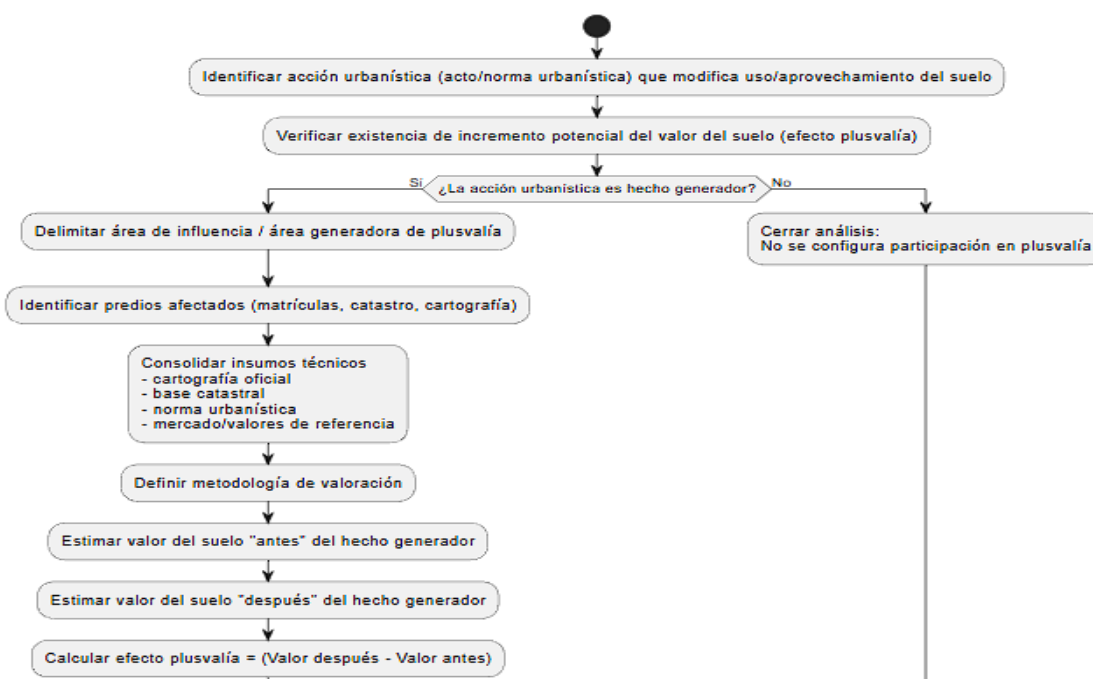 Identificar acción urbanística (acto/norma urbanística) que modifica uso/aprovechamiento del suelo
Verificar existencia de incremento potencial del valor del suelo (efecto plusvalía)
Sí
¿La acción urbanística es hecho generador?
No
Delimitar área de influencia / área generadora de plusvalía
Cerrar análisis:
No se configura participación en plusvalía
Identificar predios afectados (matrículas, catastro, cartografía)
Consolidar insumos técnicos
- cartografía oficial
- base catastral
- norma urbanística
- mercado/valores de referencia
Definir metodología de valoración
Estimar valor del suelo "antes" del hecho generador
Estimar valor del suelo "después" del hecho generador
Calcular efecto plusvalía = (Valor después - Valor antes)